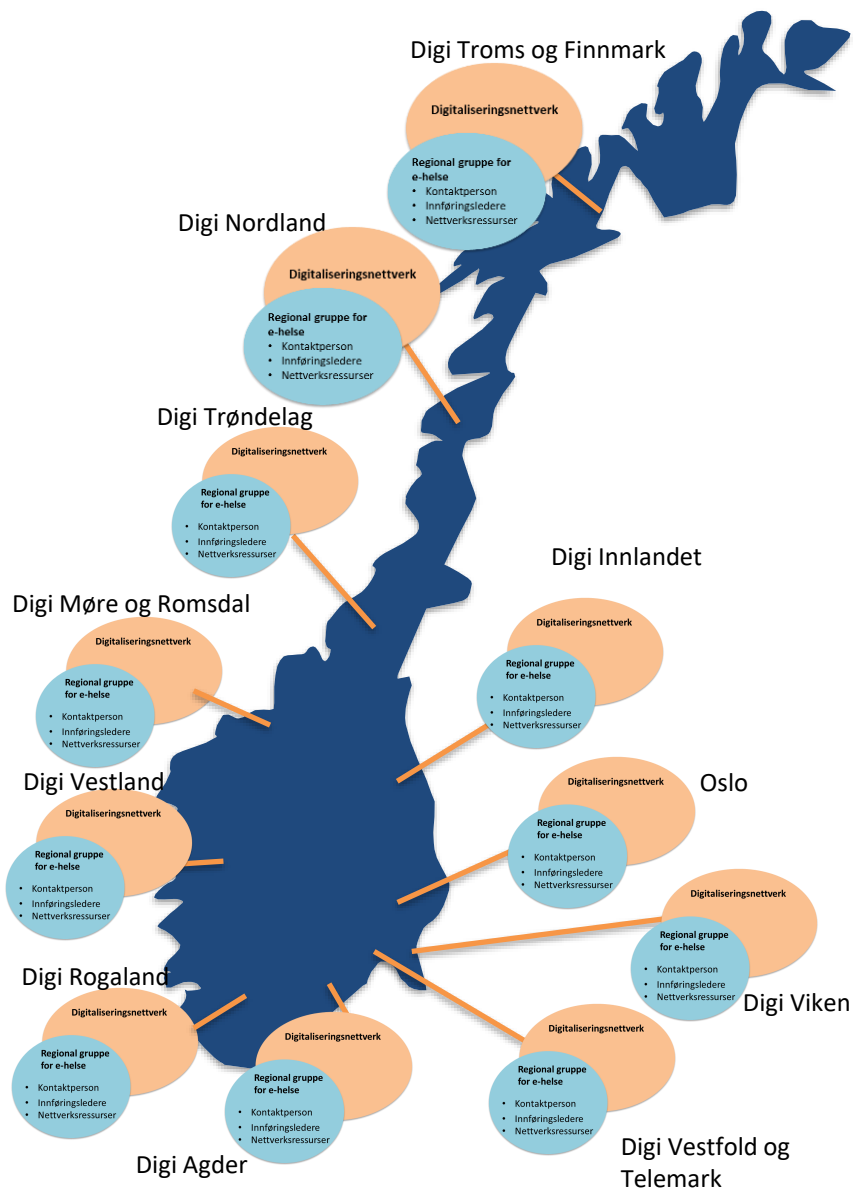 Digi Troms og Finnmark
Digitaliseringsnettverk
Regional gruppe for
e-helse
• Kontaktperson
• Innføringsledere
• Nettverksressurser
Digi Nordland
Digitaliseringsnettverk
Regional gruppe for
e-helse
• Kontaktperson
• Innføringsledere
• Nettverksressurser
Digi Trøndelag
Digitaliseringsnettverk
Regional gruppe
for e-helse
• Kontaktperson
• Innføringsledere
• Nettverksressurser
Digi Innlandet
Digitaliseringsnettverk
Regional gruppe
for e-helse
• Kontaktperson
• Innføringsledere
• Nettverksressurser
Digi Møre og Romsdal
Digitaliseringsnettverk
Regional gruppe
for e-helse
• Kontaktperson
• Innføringsledere
• Nettverksressurser
Digi Vestland
Digitaliseringsnettverk
Regional gruppe
for e-helse
• Kontaktperson
• Innføringsledere
• Nettverksressurser
Oslo
Digitaliseringsnettverk
Regional gruppe
for e-helse
• Kontaktperson
• Innføringsledere
• Nettverksressurser
Digitaliseringsnettverk
Regional gruppe
for e-helse
• Kontaktperson
• Innføringsledere
• Nettverksressurser
Digi Viken
Digi Rogaland
Digitaliseringsnettverk
Regional gruppe
for e-helse
• Kontaktperson
• Innføringsledere
• Nettverksressurser
Digitaliseringsnettverk
Regional gruppe
for e-helse
• Kontaktperson
• Innføringsledere
• Nettverksressurser
Digi Agder
Digitaliseringsnettverk
Regional gruppe
for e-helse
• Kontaktperson
• Innføringsledere
• Nettverksressurser
Digi Vestfold og
Telemark